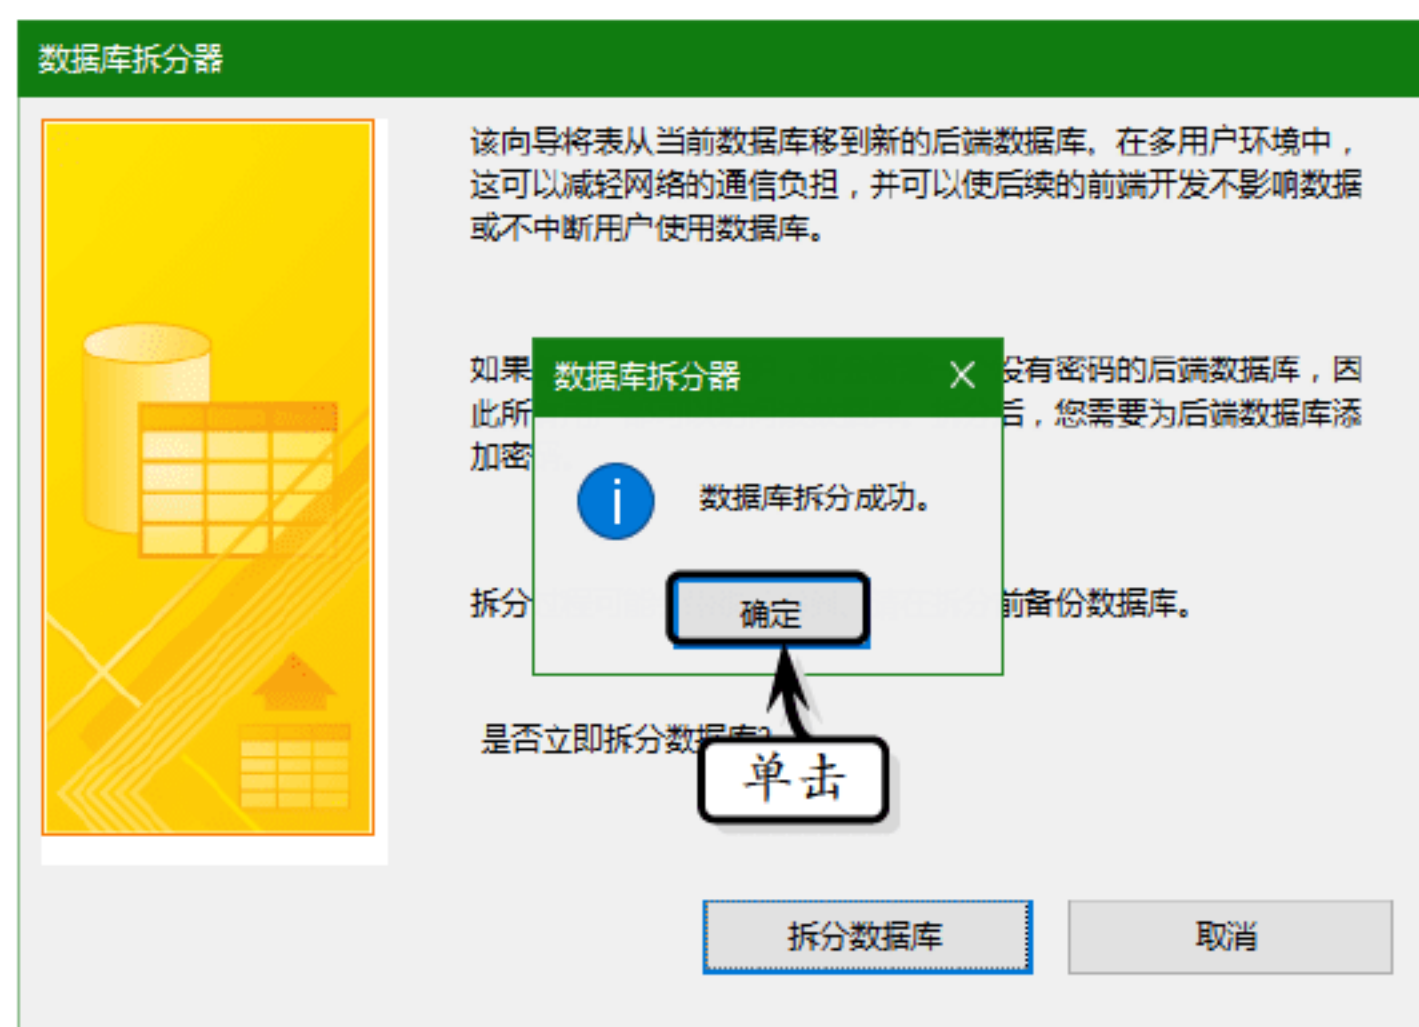 数据库拆分器
该向导将表从当前数据库移到新的后端数据库。在多用户环境中，
这可以减轻网络的通信负担，并可以使后续的前端开发不影响数据
或不中断用户使用数据库。
如果
没有密码的后端数据库，因
此所
后，您需要为后端数据库添
加密
数据库拆分器
数据库拆分成功。
确定
拆分
前备份数据库。
是否立即拆分数据库?
单击
拆分数据库
取消